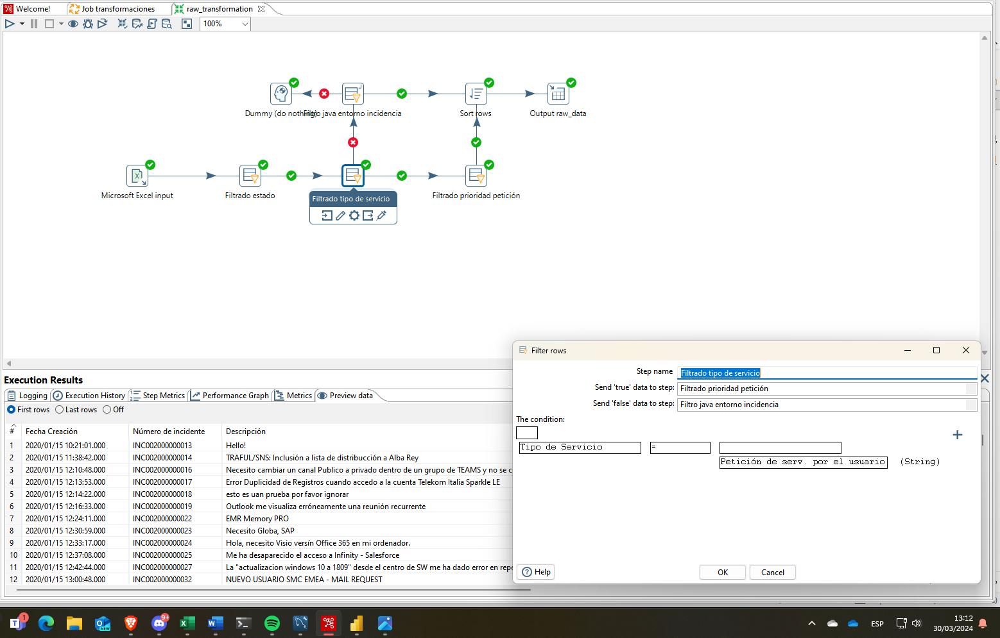 Welcome!
Job transformaciones
raw_transformation
100%
Dummy (do nothing)
Filtro java entorno incidencia
Sort rows
Output raw_data
Microsoft Excel input
Filtrado estado
Filtrado tipo de servicio
Filtrado prioridad petición
Execution Results
Logging
Execution History
Step Metrics
Performance Graph
Metrics
Preview data
First rows
Last rows
Off
# Fecha Creación Número de incidente Descripción
1 2020/01/15 10:21:01.000 INC002000000013 Hello!
2 2020/01/15 11:38:42.000 INC002000000014 TRAFUL/SNS: Inclusión a lista de distribucción a Alba Rey
3 2020/01/15 12:10:48.000 INC002000000016 Necesito cambiar un canal Publico a privado dentro de un grupo de TEAMS y no se c
4 2020/01/15 12:13:53.000 INC002000000017 Error Duplicidad de Registros cuando accedo a la cuenta Telekom Italia Sparkle LE
5 2020/01/15 12:14:22.000 INC002000000018 esto es uan prueba por favor ignorar
6 2020/01/15 12:16:33.000 INC002000000019 Outlook me visualiza erróneamente una reunión recurrente
7 2020/01/15 12:24:11.000 INC002000000022 EMR Memory PRO
8 2020/01/15 12:30:59.000 INC002000000023 Necesito Globa, SAP
9 2020/01/15 12:33:17.000 INC002000000024 Hola, necesito Visio versín Office 365 en mi ordenador.
10 2020/01/15 12:37:08.000 INC002000000025 Me ha desaparecido el acceso a Infinity - Salesforce
11 2020/01/15 12:42:44.000 INC002000000027 La "actualizacion windows 10 a 1809" desde el centro de SW me ha dado error en repe
12 2020/01/15 13:00:48.000 INC002000000032 NUEVO USUARIO SMC EMEA - MAIL REQUEST
Filter rows
Step name Filtrado tipo de servicio
Send 'true' data to step: Filtrado prioridad petición
Send 'false' data to step: Filtro java entorno incidencia
The condition:
Tipo de Servicio =
Petición de serv. por el usuario (String)
Help
OK
Cancel
1
NEW
9+
ESP
13:12
30/03/2024